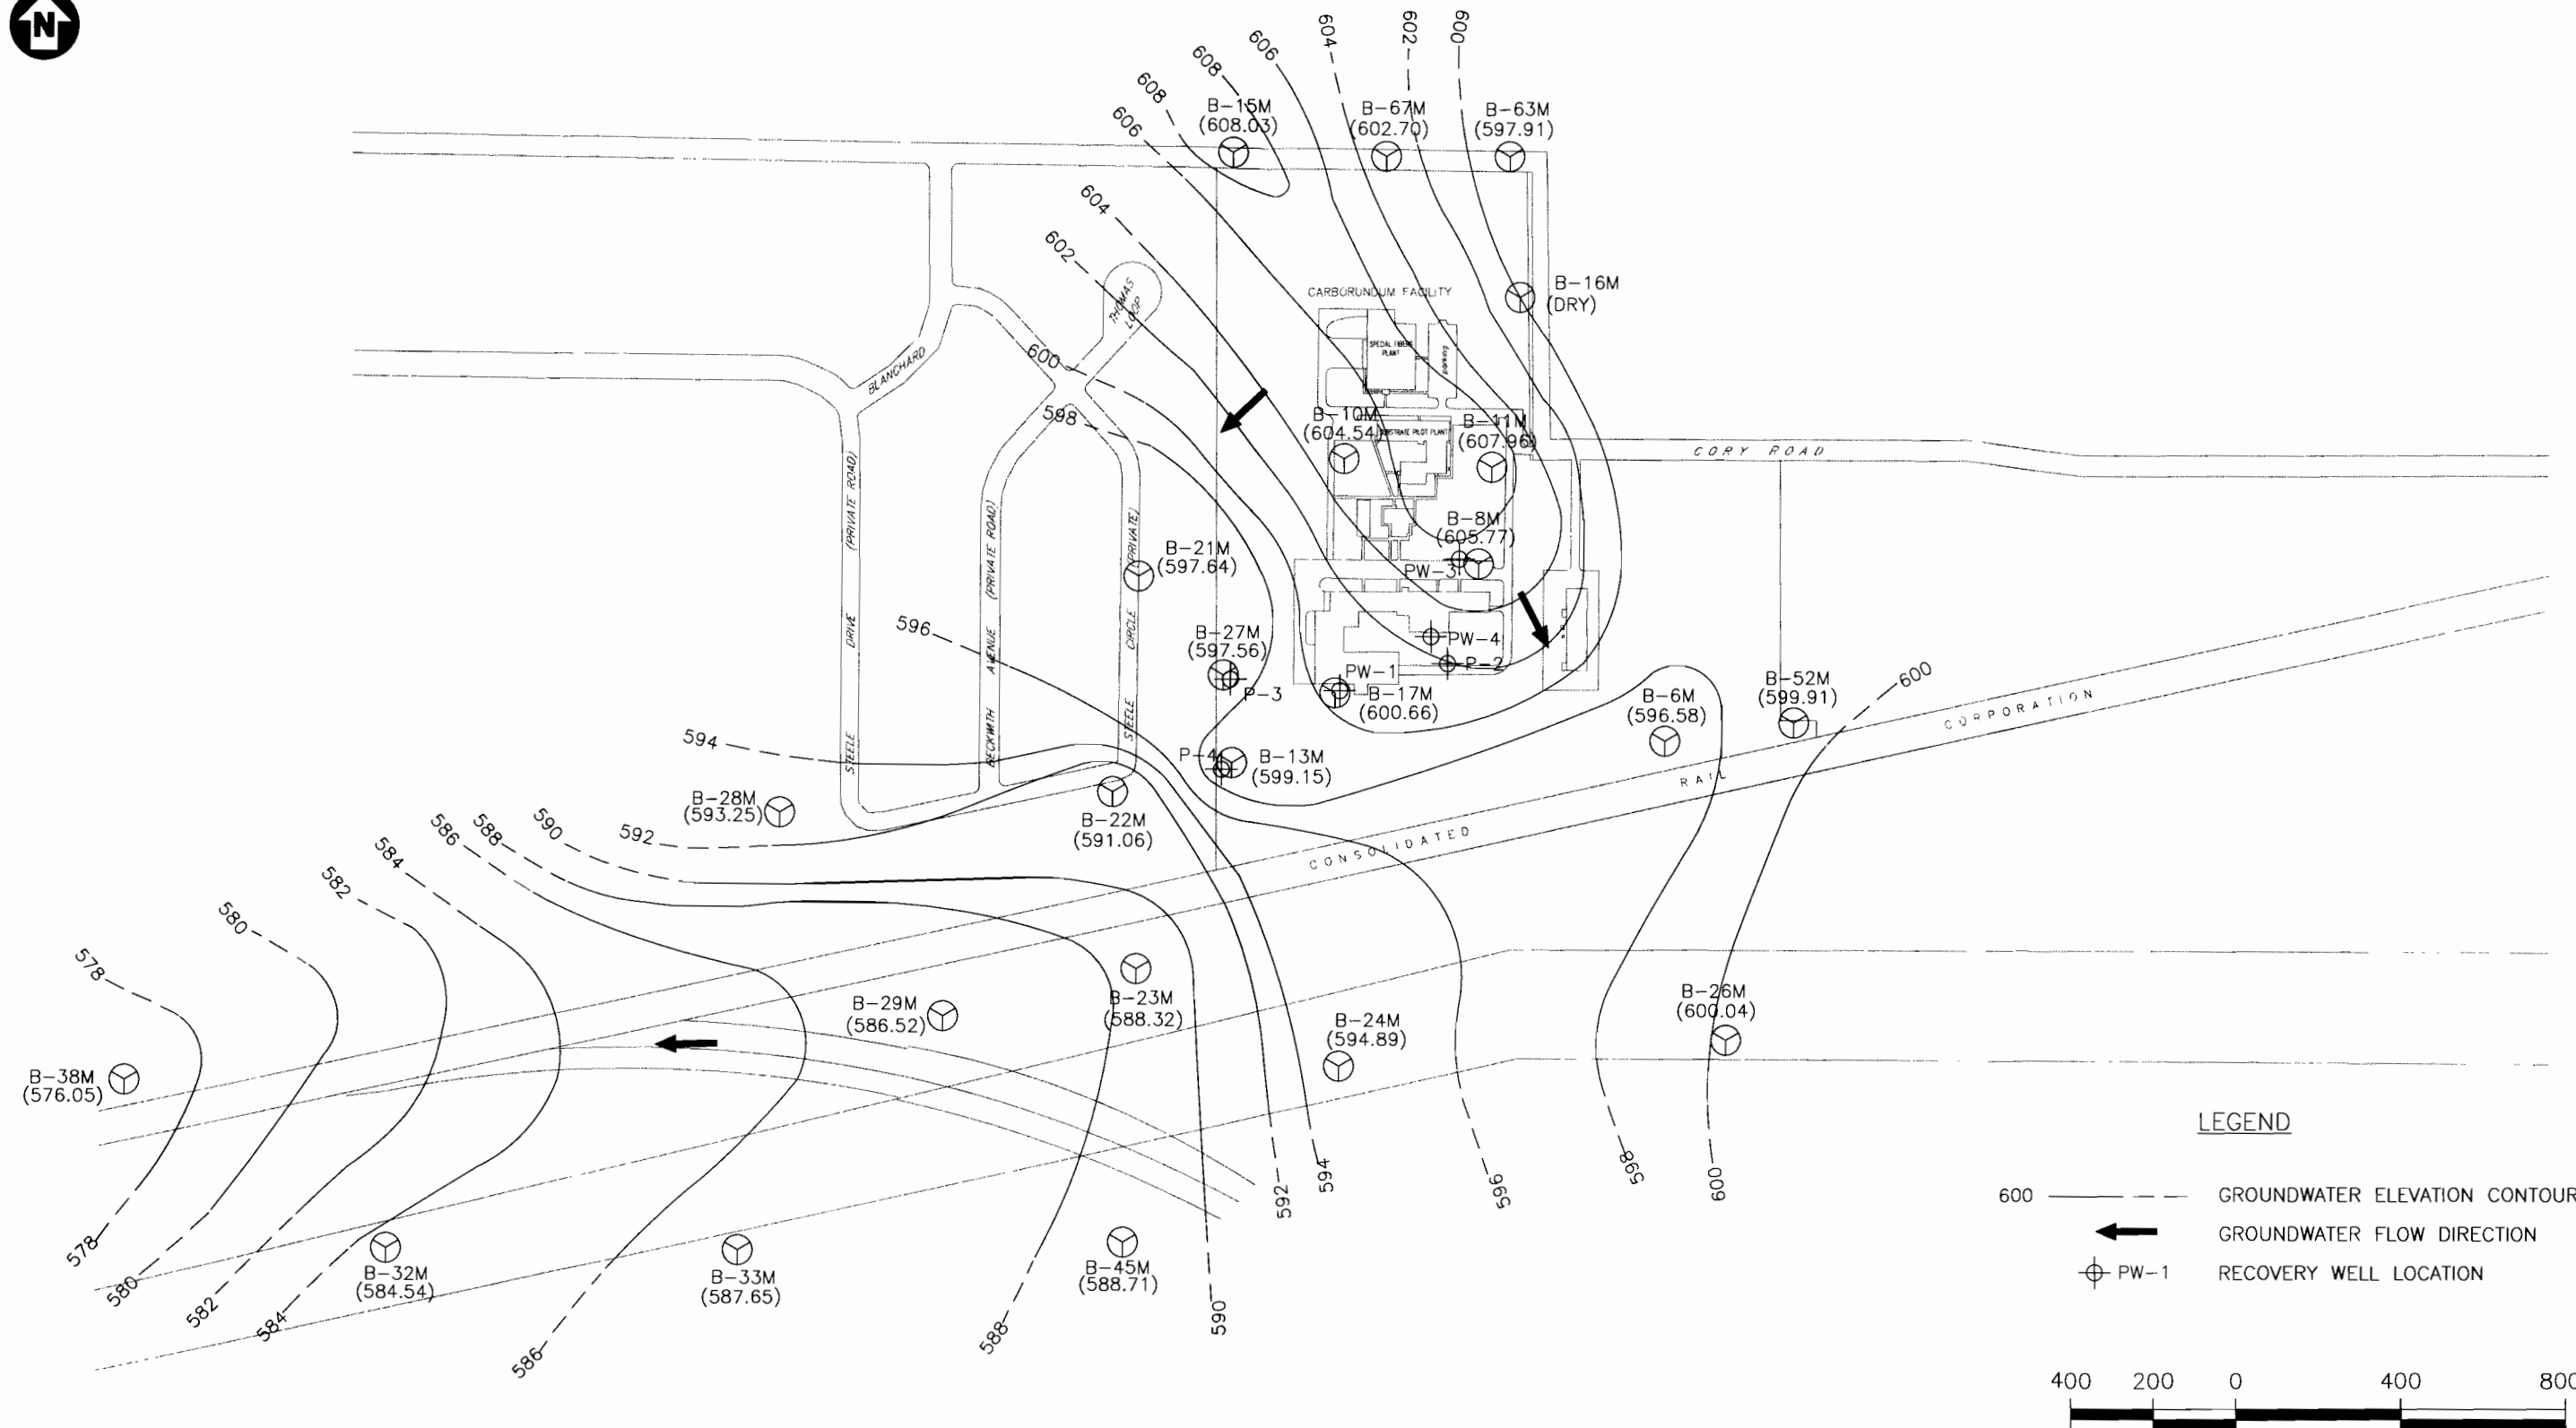 N
600
602
604
606
608
608
606
604
602
600
598
B-15M
(608.03)
B-67M
(602.70)
B-63M
(597.91)
B-16M
(DRY)
CARBORUNDUM FACILITY
THOMAS
LOOP
BLANCHARD
SPECIAL FIBERS
PLANT
parking
B-10M
(604.54)
SUBSTRATE PILOT PLANT
B-11M
(607.96)
CORY ROAD
B-8M
(605.77)
PW-3
B-21M
(597.64)
STEELE DRIVE (PRIVATE ROAD)
BECKWITH AVENUE (PRIVATE ROAD)
STEELE CIRCLE (PRIVATE)
596
B-27M
(597.56)
P-3
PW-4
P-2
PW-1
B-17M
(600.66)
B-6M
(596.58)
B-52M
(599.91)
600
CONSOLIDATED RAIL CORPORATION
594
P-4
B-13M
(599.15)
B-28M
(593.25)
B-22M
(591.06)
592
590
588
586
584
582
580
578
B-29M
(586.52)
B-23M
(588.32)
B-24M
(594.89)
B-26M
(600.04)
B-38M
(576.05)
B-32M
(584.54)
B-33M
(587.65)
B-45M
(588.71)
578
580
582
584
586
588
590
592
594
596
598
600
LEGEND
600 GROUNDWATER ELEVATION CONTOUR
GROUNDWATER FLOW DIRECTION
PW-1 RECOVERY WELL LOCATION
400 200 0 400 800